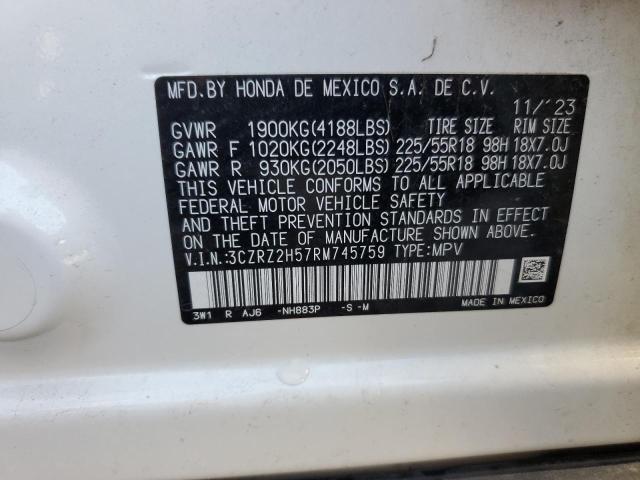 MFD. BY HONDA DE MEXICO S.A. DE C.V.
11/'23
GVWR 1900KG(4188LBS) TIRE SIZE RIM SIZE
GAWR F 1020KG(2248LBS) 225/55R18 98H 18X7.0J
GAWR R 930KG(2050LBS) 225/55R18 98H 18X7.0J
THIS VEHICLE CONFORMS TO ALL APPLICABLE
FEDERAL MOTOR VEHICLE SAFETY
AND THEFT PREVENTION STANDARDS IN EFFECT
ON THE DATE OF MANUFACTURE SHOWN ABOVE.
V.I.N:3CZRZ2H57RM745759 TYPE:MPV
3W1 R AJ6 -NH883P -S -M
MADE IN MEXICO